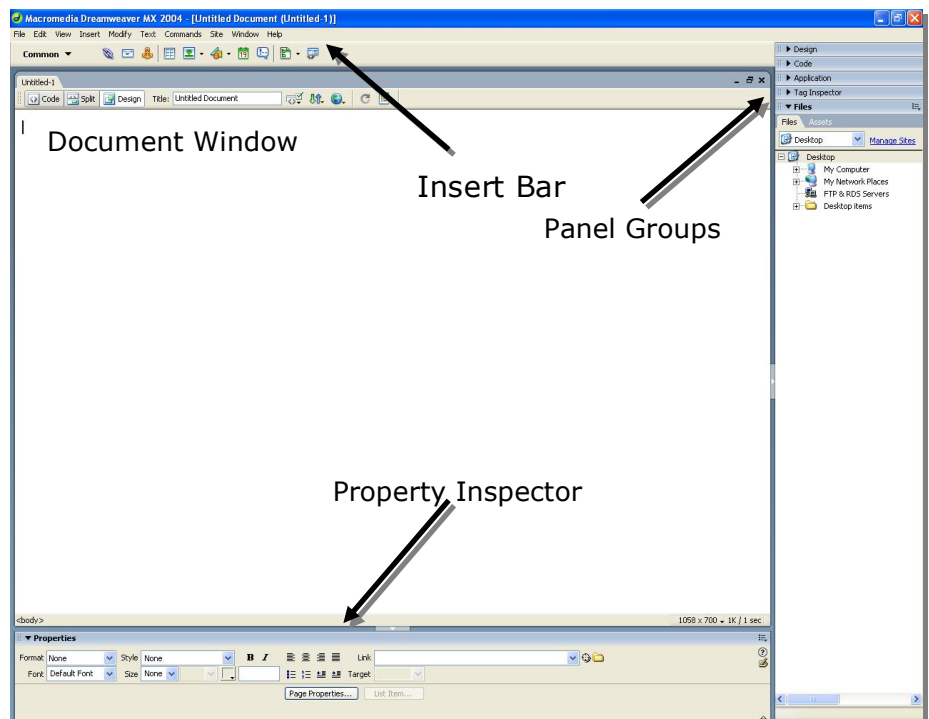 Macromedia Dreamweaver MX 2004 - [Untitled Document (Untitled-1)]
File Edit View Insert Modify Text Commands Site Window Help
Common
Untitled-1
Code Split Design Title: Untitled Document
Document Window
Insert Bar
Panel Groups
Property Inspector
<body>
1058 x 700 1K / 1 sec
Properties
Format None Style None B I Link
Font Default Font Size None Target
Page Properties... List Item...
Design
Code
Application
Tag Inspector
Files
Files Assets
Desktop Manage Sites
Desktop
My Computer
My Network Places
FTP & RDS Servers
Desktop items